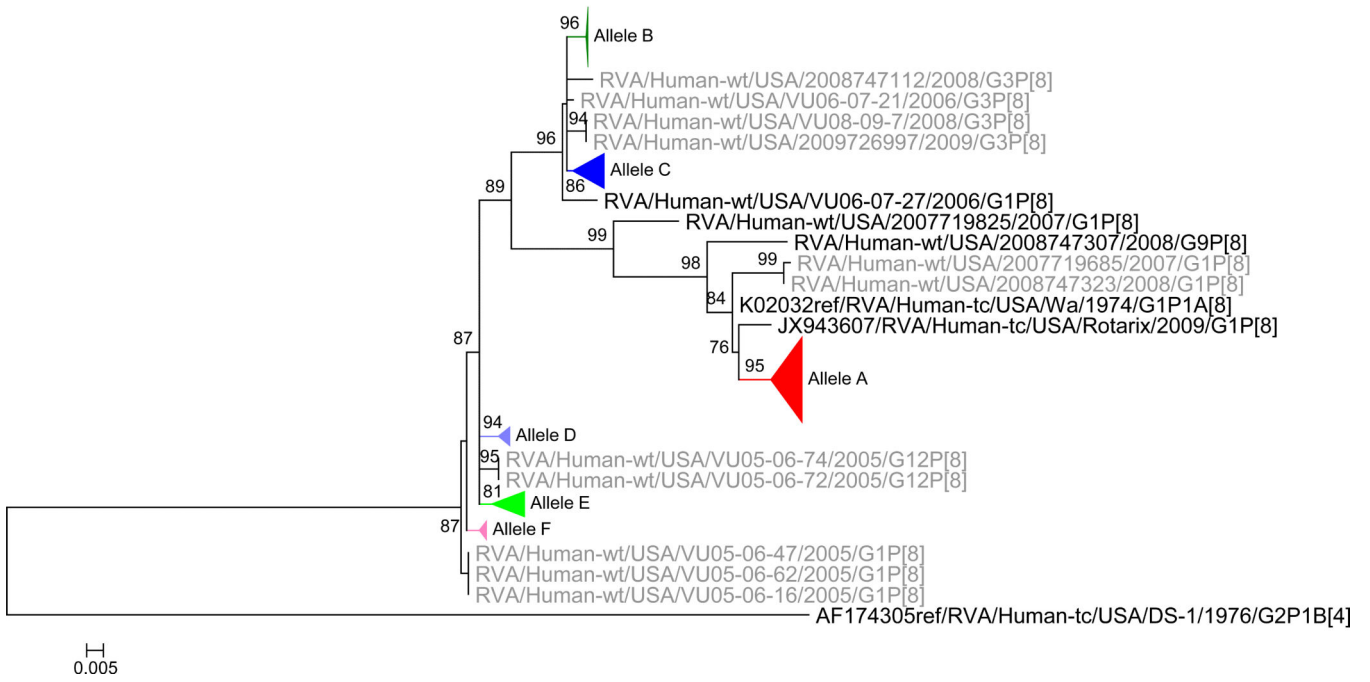 96
Allele B
RVA/Human-wt/USA/2008747112/2008/G3P[8]
RVA/Human-wt/USA/VU06-07-21/2006/G3P[8]
94
RVA/Human-wt/USA/VU08-09-7/2008/G3P[8]
96
RVA/Human-wt/USA/2009726997/2009/G3P[8]
Allele C
89
86
RVA/Human-wt/USA/VU06-07-27/2006/G1P[8]
RVA/Human-wt/USA/2007719825/2007/G1P[8]
99
RVA/Human-wt/USA/2008747307/2008/G9P[8]
98
99
RVA/Human-wt/USA/2007719685/2007/G1P[8]
RVA/Human-wt/USA/2008747323/2008/G1P[8]
84
K02032ref/RVA/Human-tc/USA/Wa/1974/G1P1A[8]
JX943607/RVA/Human-tc/USA/Rotarix/2009/G1P[8]
87
76
95
Allele A
94
Allele D
95
RVA/Human-wt/USA/VU05-06-74/2005/G12P[8]
RVA/Human-wt/USA/VU05-06-72/2005/G12P[8]
81
Allele E
87
Allele F
RVA/Human-wt/USA/VU05-06-47/2005/G1P[8]
RVA/Human-wt/USA/VU05-06-62/2005/G1P[8]
RVA/Human-wt/USA/VU05-06-16/2005/G1P[8]
AF174305ref/RVA/Human-tc/USA/DS-1/1976/G2P1B[4]
0.005